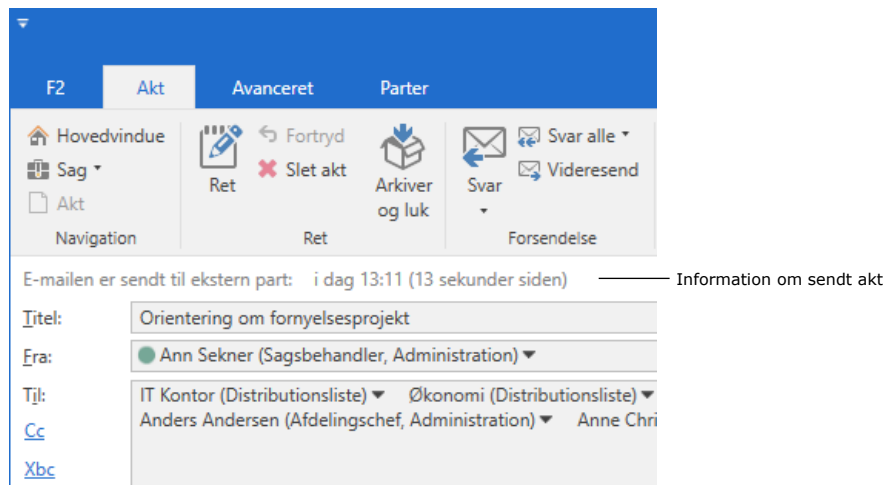 F2 Akt Avanceret Parter
Hovedvindue
Sag
Akt
Navigation
Ret
Fortryd
Slet akt
Arkiver
og luk
Ret
Svar
Svar alle
Videresend
Forsendelse
E-mailen er sendt til ekstern part: i dag 13:11 (13 sekunder siden)
Information om sendt akt
Titel: Orientering om fornyelsesprojekt
Fra: Ann Sekner (Sagsbehandler, Administration)
Til: IT Kontor (Distributionsliste) Økonomi (Distributionsliste)
Anders Andersen (Afdelingschef, Administration) Anne Chri
Cc
Xbc